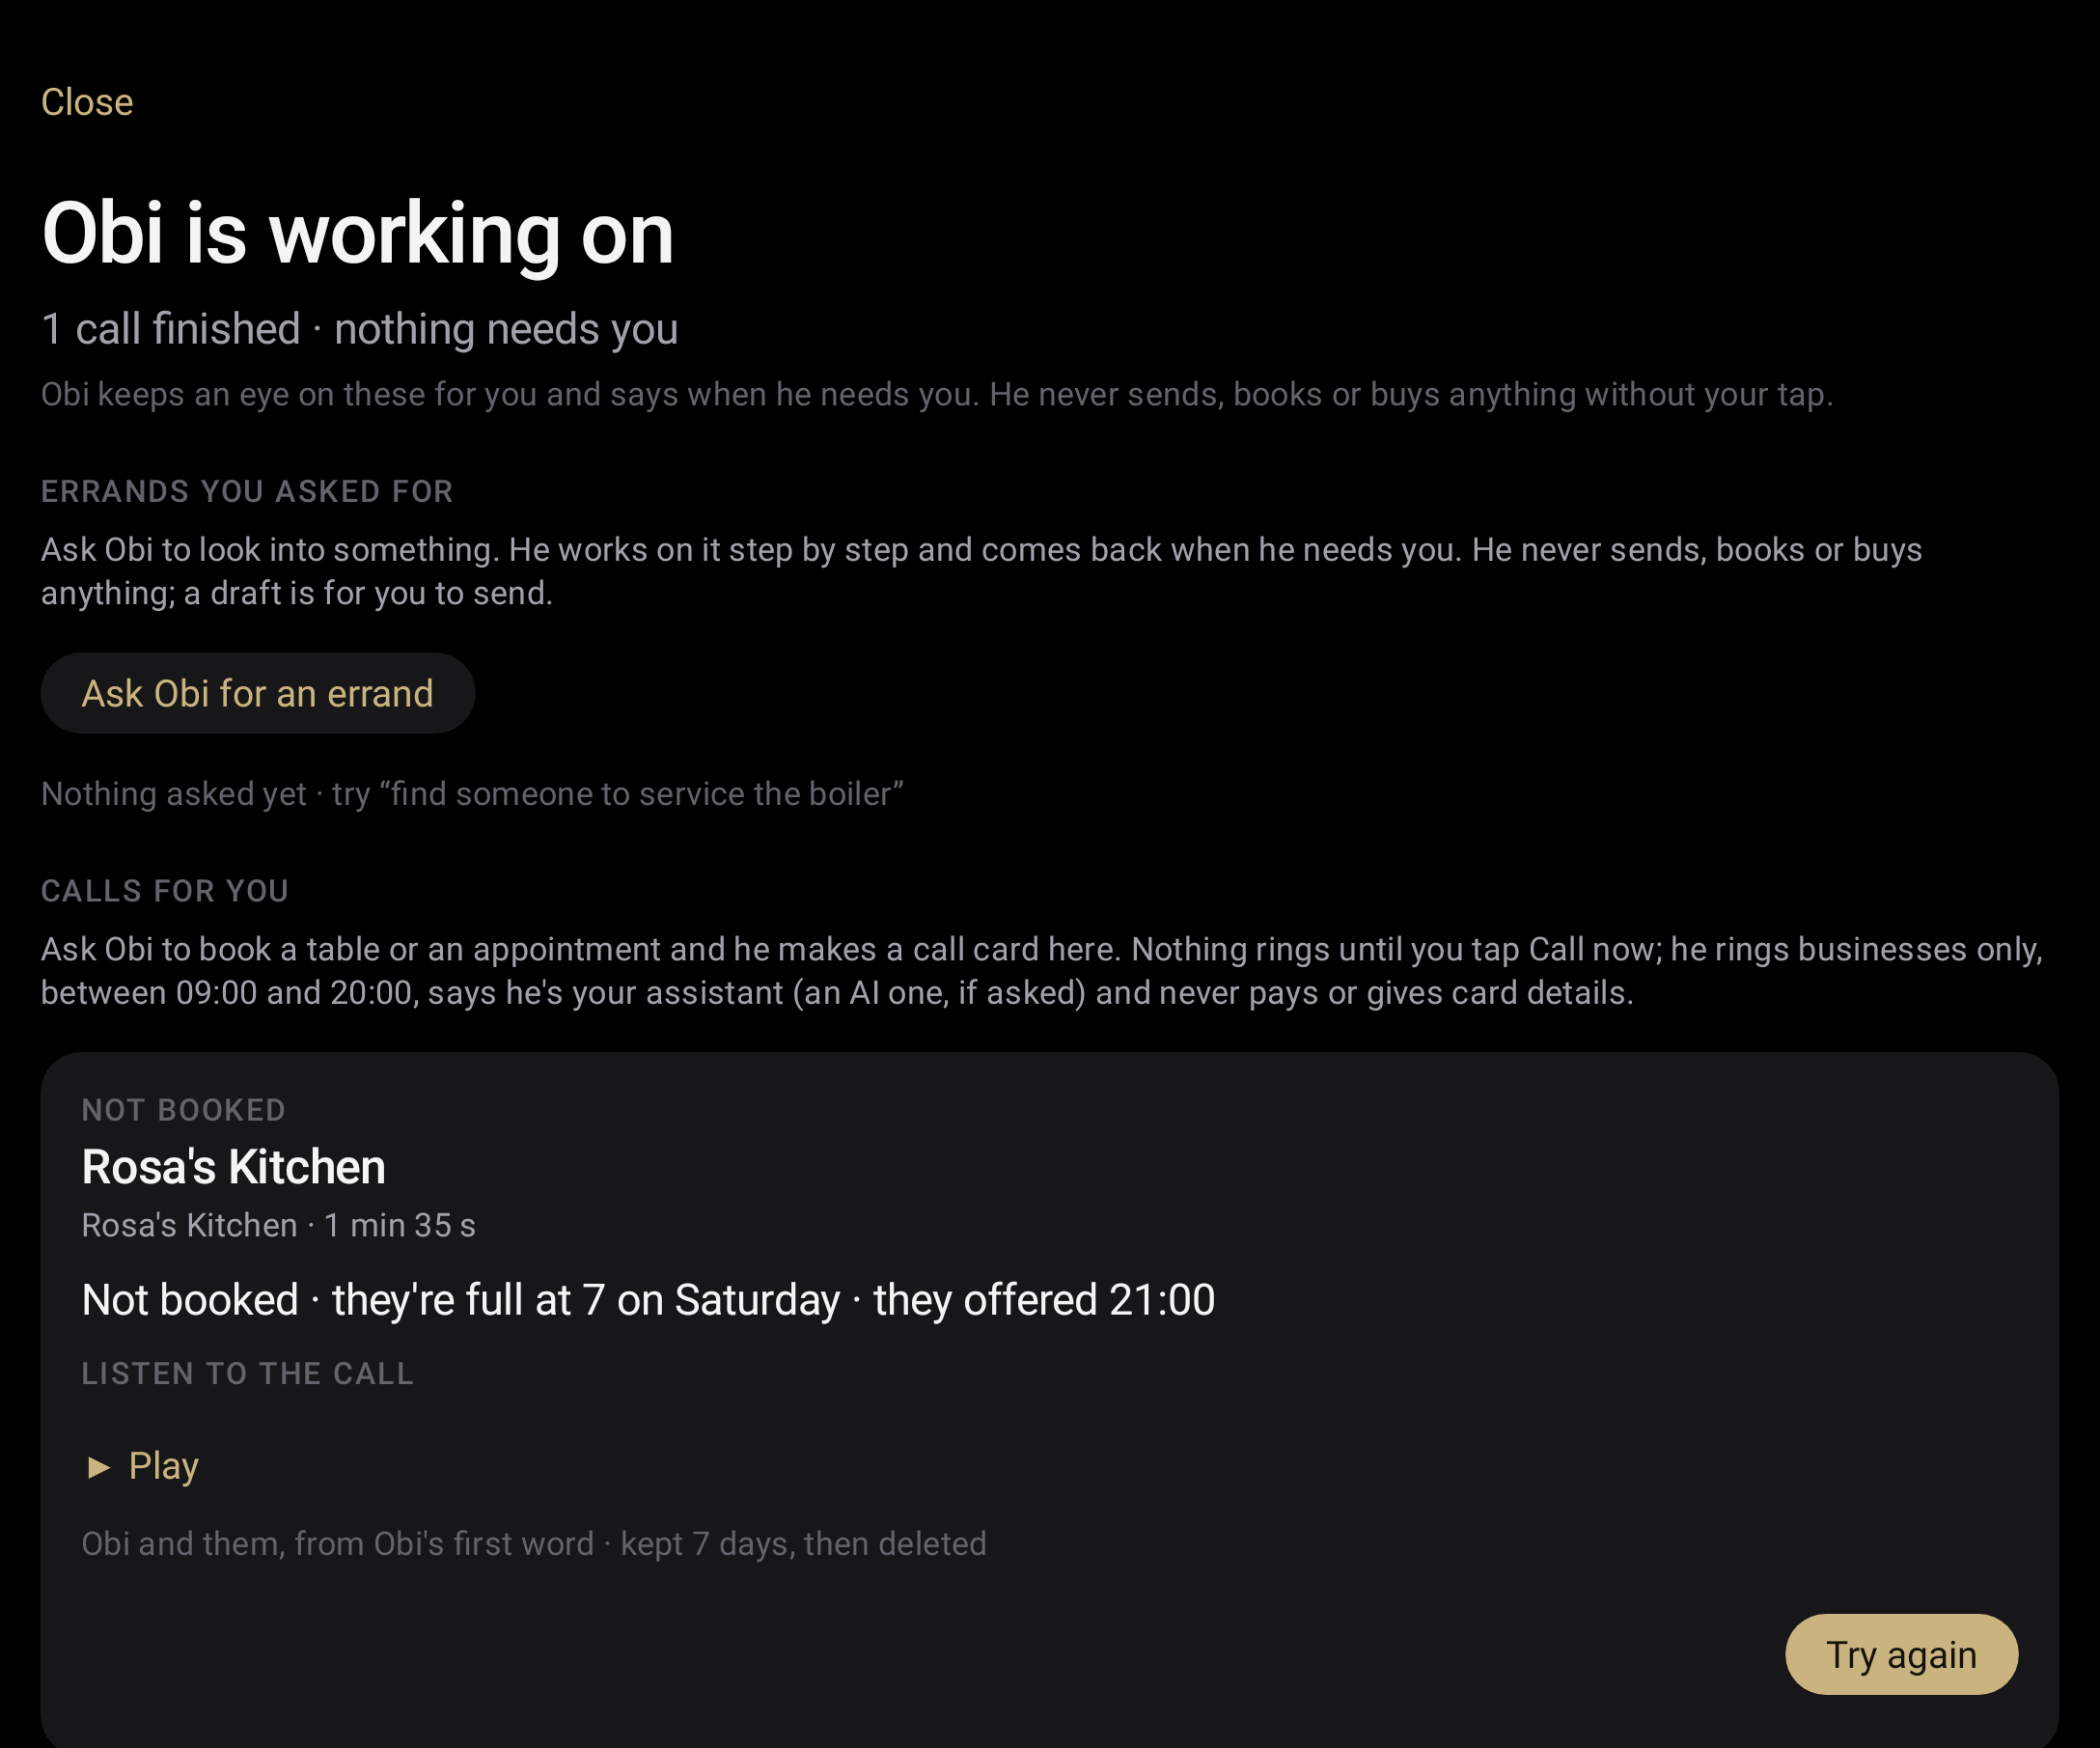 Close
Obi is working on
1 call finished · nothing needs you
Obi keeps an eye on these for you and says when he needs you. He never sends, books or buys anything without your tap.
ERRANDS YOU ASKED FOR
Ask Obi to look into something. He works on it step by step and comes back when he needs you. He never sends, books or buys
anything; a draft is for you to send.
Ask Obi for an errand
Nothing asked yet · try “find someone to service the boiler”
CALLS FOR YOU
Ask Obi to book a table or an appointment and he makes a call card here. Nothing rings until you tap Call now; he rings businesses only,
between 09:00 and 20:00, says he's your assistant (an AI one, if asked) and never pays or gives card details.
NOT BOOKED
Rosa's Kitchen
Rosa's Kitchen · 1 min 35 s
Not booked · they're full at 7 on Saturday · they offered 21:00
LISTEN TO THE CALL
► Play
Obi and them, from Obi's first word · kept 7 days, then deleted
Try again